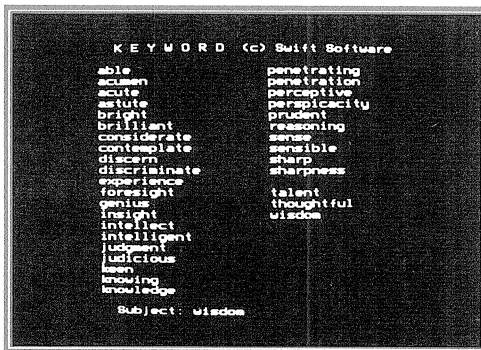 KEYWORD (c) Swift Software
able
acumen
acute
astute
bright
brilliant
considerate
contemplate
discern
discriminate
experience
foresight
genius
insight
intellect
intelligent
judgment
judicious
keen
knowing
knowledge
penetrating
penetration
perceptive
perspicacity
prudent
reasoning
sense
sensible
sharp
sharpness
talent
thoughtful
wisdom
Subject: wisdom